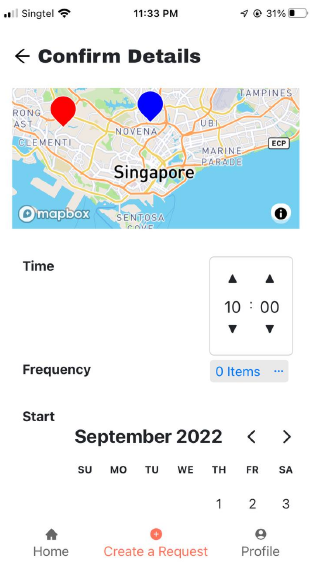 Singtel 11:33 PM 31%
Confirm Details
TAMPINES
RONG
AST
NOVENA
UBI
CLEMENTI
ECP
MARINE
PARADE
Singapore
mapbox
SENTOSA
COVE
Time
10 : 00
Frequency
0 Items ...
Start
September 2022
SU MO TU WE TH FR SA
1 2 3
Home Create a Request Profile